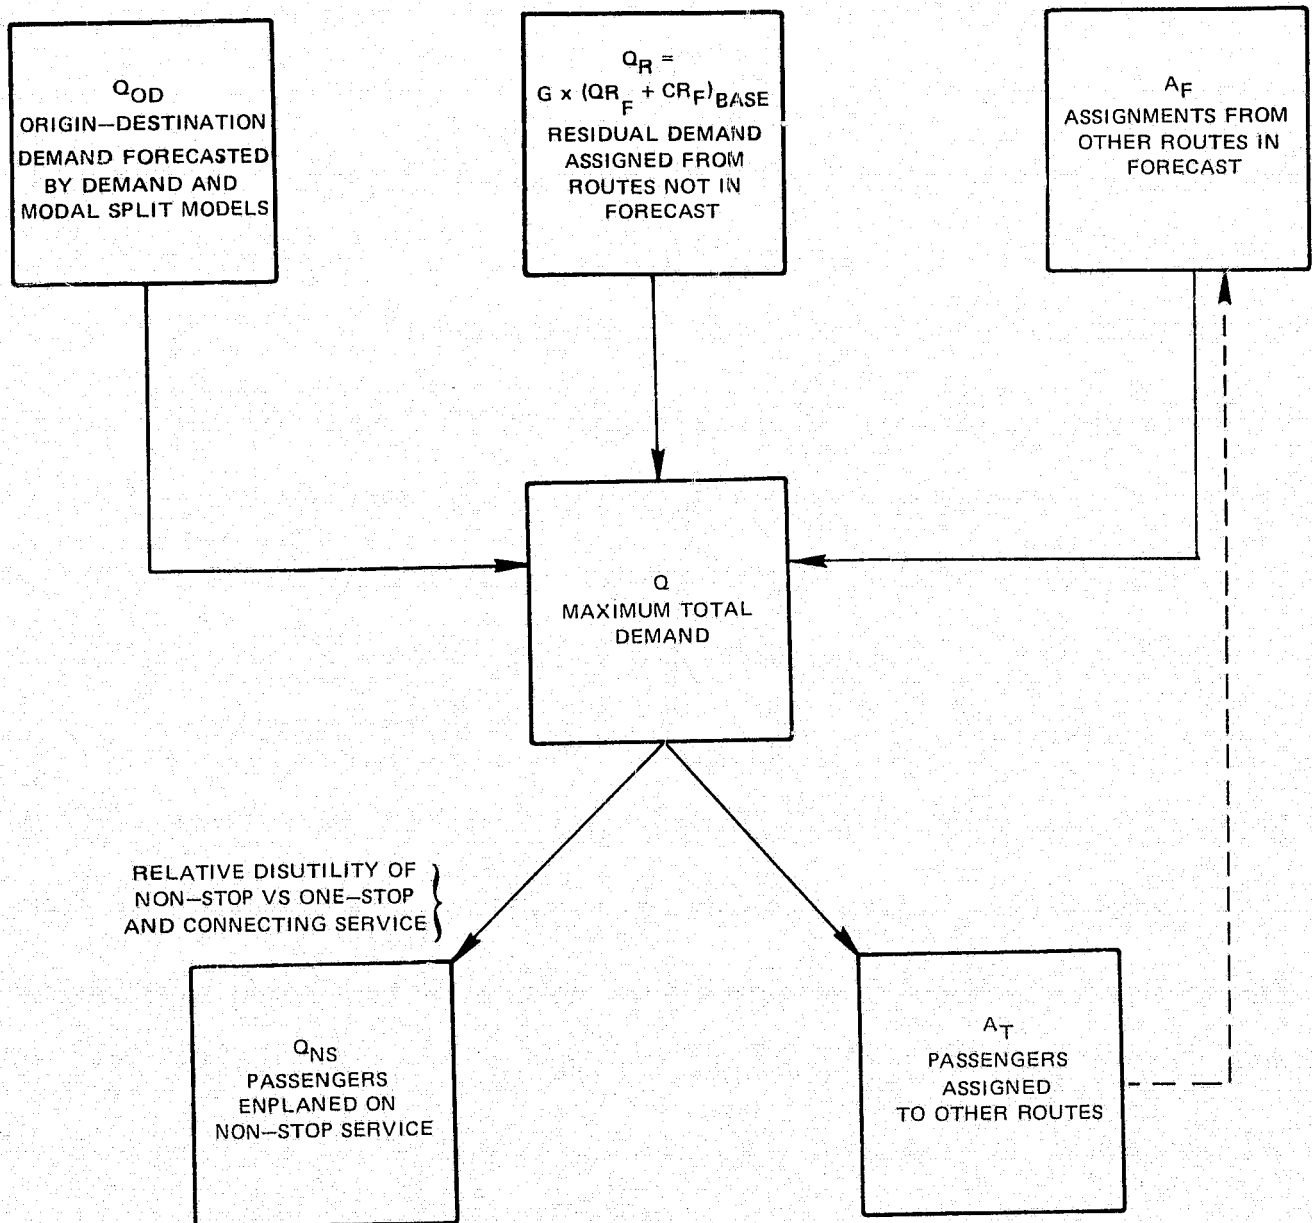 Q_OD
ORIGIN—DESTINATION
DEMAND FORECASTED
BY DEMAND AND
MODAL SPLIT MODELS
Q_R =
G x (QR_F + CR_F)_BASE
RESIDUAL DEMAND
ASSIGNED FROM
ROUTES NOT IN
FORECAST
A_F
ASSIGNMENTS FROM
OTHER ROUTES IN
FORECAST
Q
MAXIMUM TOTAL
DEMAND
RELATIVE DISUTILITY OF
NON—STOP VS ONE—STOP
AND CONNECTING SERVICE
Q_NS
PASSENGERS
ENPLANED ON
NON—STOP SERVICE
A_T
PASSENGERS
ASSIGNED
TO OTHER ROUTES